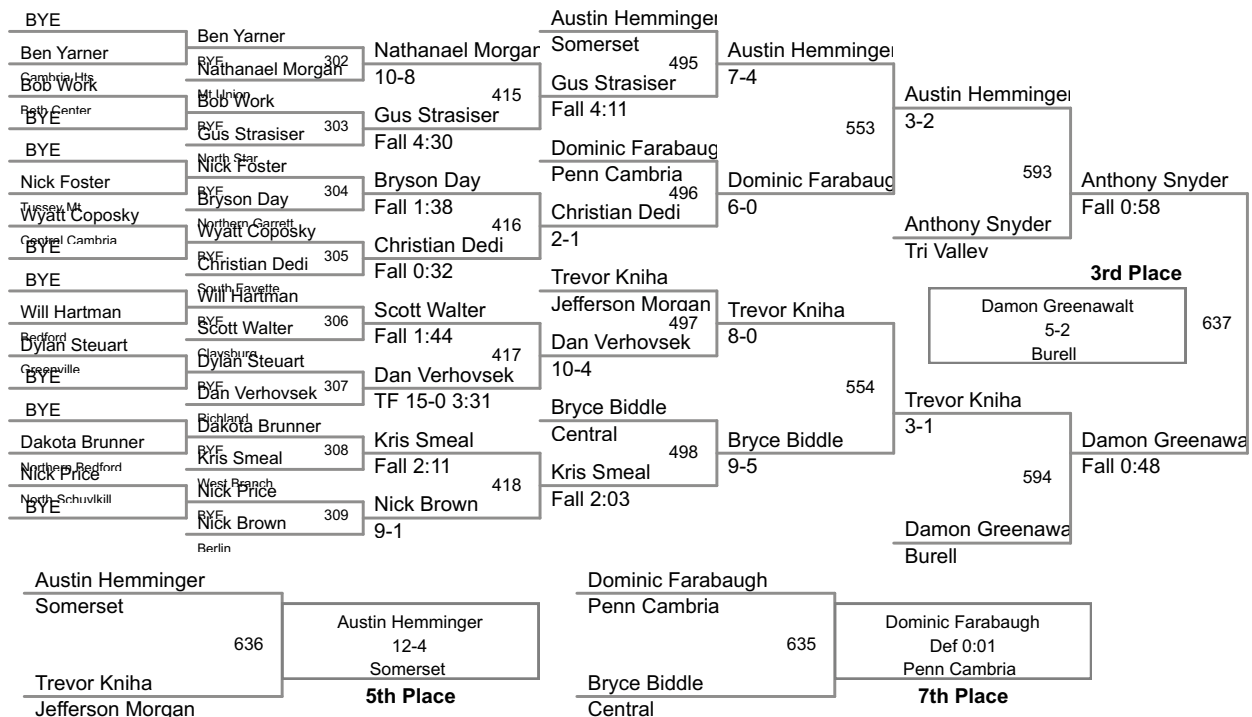 BYE
Ben Yarner
Cambria Hts
Bob Work
Beth Center
BYE
BYE
Nick Foster
Tussey Mt
Wyatt Coposky
Central Cambria
BYE
BYE
Will Hartman
Bedford
Dylan Steuart
Greenville
BYE
BYE
Dakota Brunner
Northern Bedford
Nick Price
North Schuylkill
BYE
Ben Yarner
BYE 302
Nathanael Morgan
Mt Union
Bob Work
BYE 303
Gus Strasiser
North Star
Nick Foster
BYE 304
Bryson Day
Northern Garrett
Wyatt Coposky
BYE 305
Christian Dedi
South Fayette
Will Hartman
BYE 306
Scott Walter
Claysburg
Dylan Steuart
BYE 307
Dan Verhovsek
Richland
Dakota Brunner
BYE 308
Kris Smeal
West Branch
Nick Price
BYE 309
Nick Brown
Berlin
Nathanael Morgan
10-8
415
Gus Strasiser
Fall 4:30
Bryson Day
Fall 1:38
416
Christian Dedi
Fall 0:32
Scott Walter
Fall 1:44
417
Dan Verhovsek
TF 15-0 3:31
Kris Smeal
Fall 2:11
418
Nick Brown
9-1
Austin Hemminger
Somerset
495
Gus Strasiser
Fall 4:11
Dominic Farabaug
Penn Cambria
496
Christian Dedi
2-1
Trevor Kniha
Jefferson Morgan
497
Dan Verhovsek
10-4
Bryce Biddle
Central
498
Kris Smeal
Fall 2:03
Austin Hemminger
7-4
553
Dominic Farabaug
6-0
Trevor Kniha
8-0
554
Bryce Biddle
9-5
Austin Hemminger
3-2
593
Anthony Snyder
Tri Valley
Trevor Kniha
3-1
594
Damon Greenawa
Burell
Anthony Snyder
Fall 0:58
637
Damon Greenawa
Fall 0:48
3rd Place
Damon Greenawalt
5-2
Burell
Austin Hemminger
Somerset
636
Trevor Kniha
Jefferson Morgan
Austin Hemminger
12-4
Somerset
5th Place
Dominic Farabaugh
Penn Cambria
635
Bryce Biddle
Central
Dominic Farabaugh
Def 0:01
Penn Cambria
7th Place